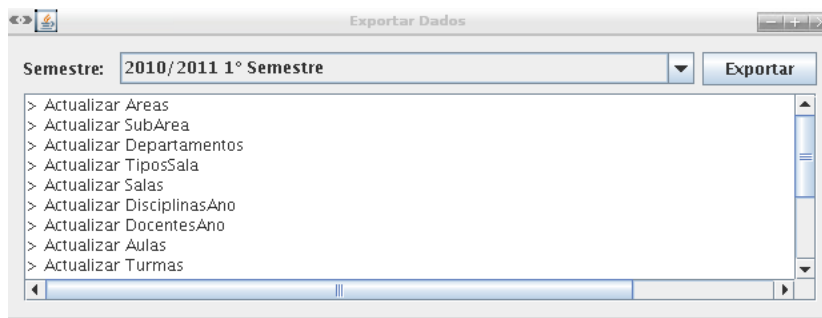 Exportar Dados
Semestre: 2010/2011 1° Semestre Exportar
> Actualizar Areas
> Actualizar SubArea
> Actualizar Departamentos
> Actualizar TiposSala
> Actualizar Salas
> Actualizar DisciplinasAno
> Actualizar DocentesAno
> Actualizar Aulas
> Actualizar Turmas